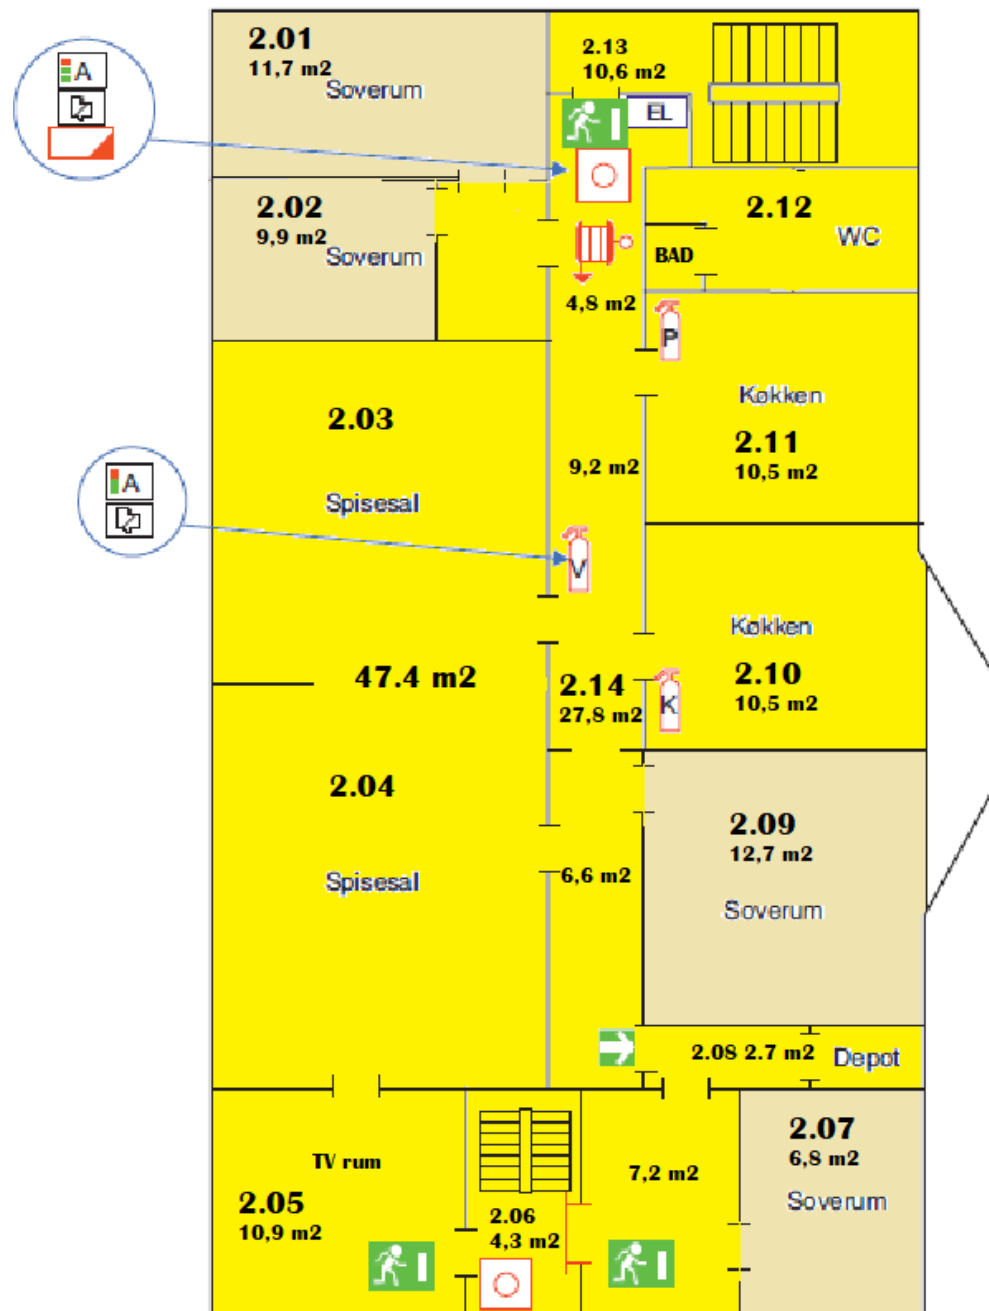 2.01
11,7 m2
Soverum
A
2.13
10,6 m2
EL
2.02
9,9 m2
Soverum
2.12
WC
BAD
4,8 m2
P
2.03
Køkken
2.11
10,5 m2
9,2 m2
Spisesal
A
V
Køkken
47.4 m2
2.14
27,8 m2
2.10
10,5 m2
K
2.04
2.09
12,7 m2
6,6 m2
Spisesal
Soverum
2.08 2.7 m2
Depot
TV rum
2.05
10,9 m2
2.06
4,3 m2
7,2 m2
2.07
6,8 m2
Soverum